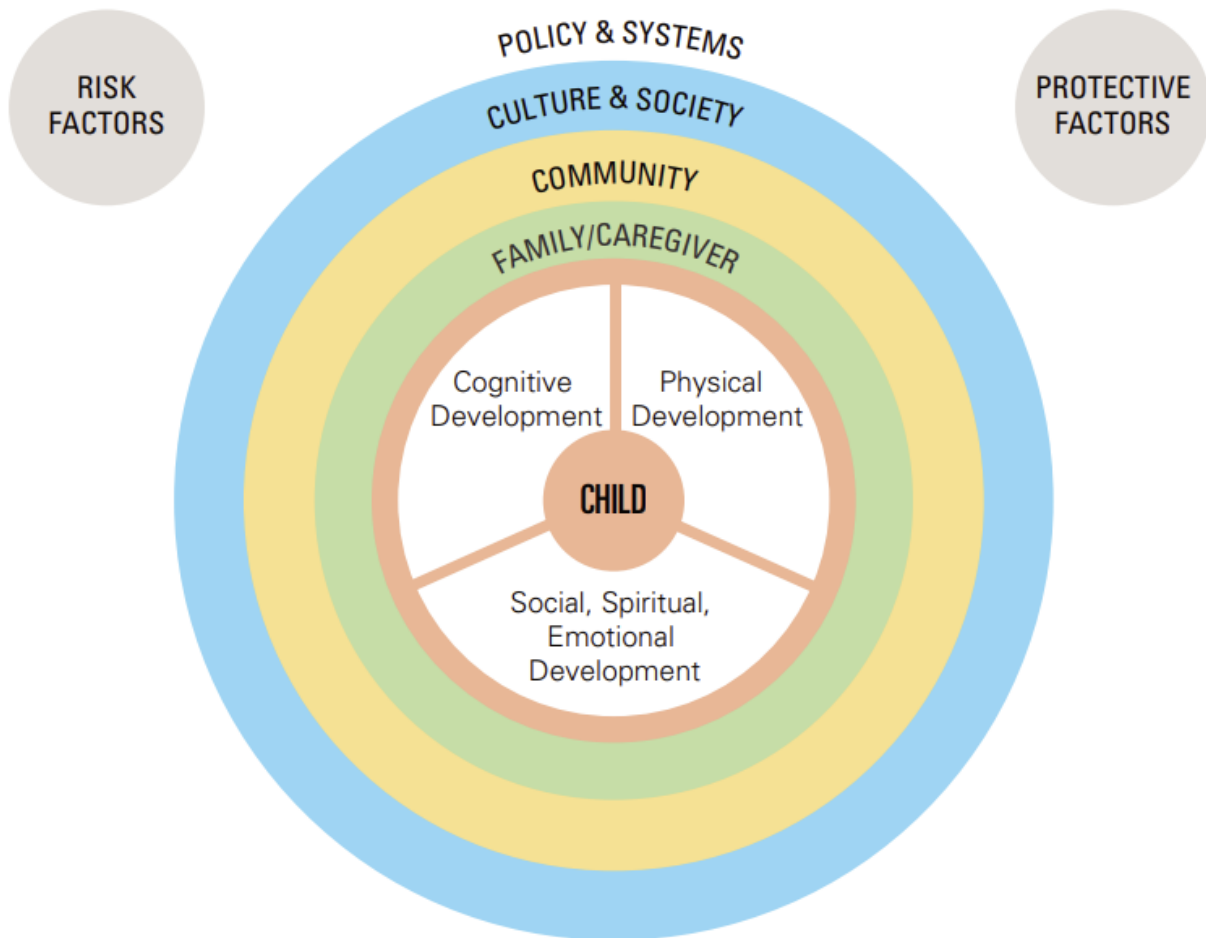 POLICY & SYSTEMS
RISK
FACTORS
CULTURE & SOCIETY
PROTECTIVE
FACTORS
COMMUNITY
FAMILY/CAREGIVER
Cognitive
Development
Physical
Development
CHILD
Social, Spiritual,
Emotional
Development